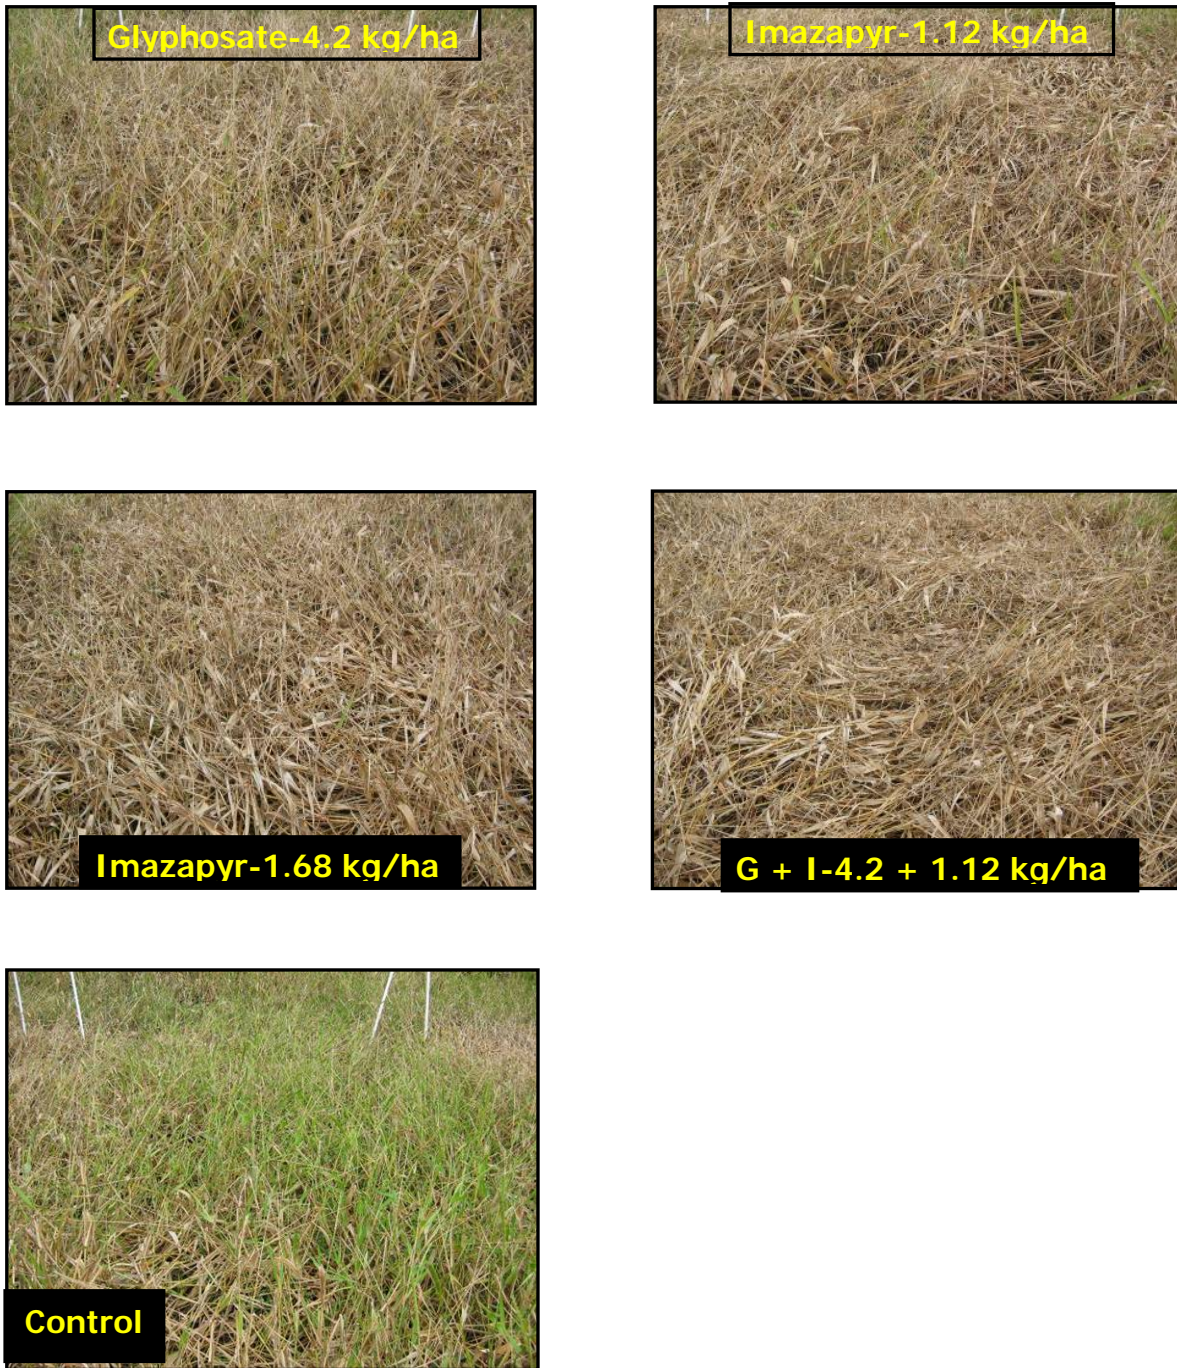 Glyphosate-4.2 kg/ha
Imazapyr-1.12 kg/ha
Imazapyr-1.68 kg/ha
G + I-4.2 + 1.12 kg/ha
Control